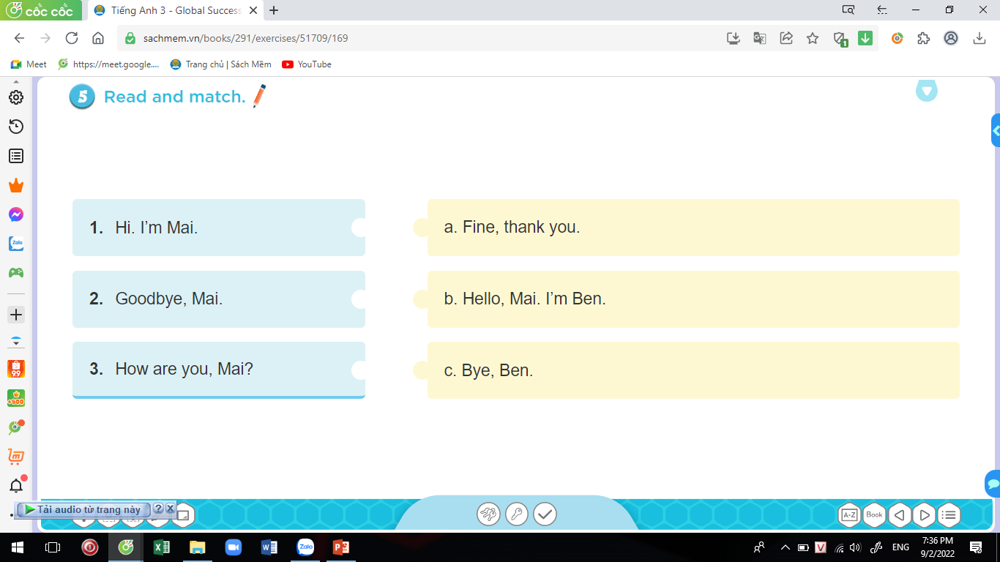 cốc cốc
Tiếng Anh 3 - Global Success
sachmem.vn/books/291/exercises/51709/169
1
Meet
https://meet.google....
Trang chủ | Sách Mềm
YouTube
5 Read and match.
1. Hi. I'm Mai.
a. Fine, thank you.
2. Goodbye, Mai.
b. Hello, Mai. I'm Ben.
3. How are you, Mai?
c. Bye, Ben.
Zalo
99
+500
Tải audio từ trang này
?
A-Z
Book
Zalo
V
ENG
7:36 PM
9/2/2022